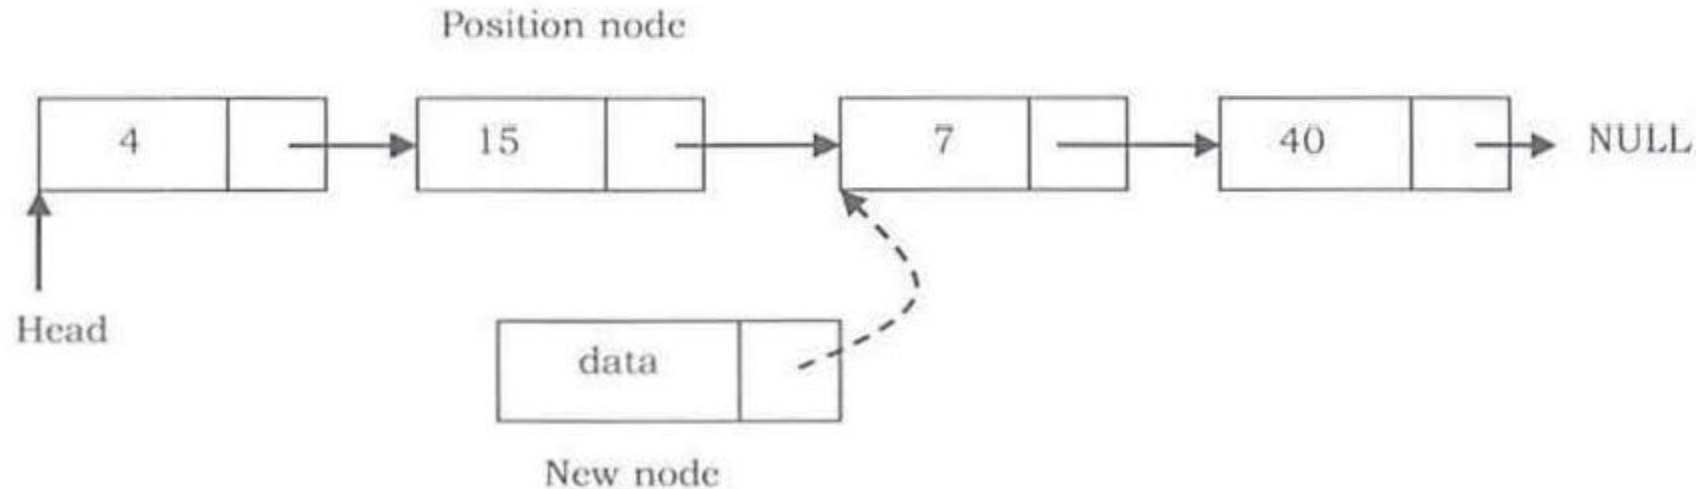 Position node
4 15 7 40 NULL
Head
data
New node